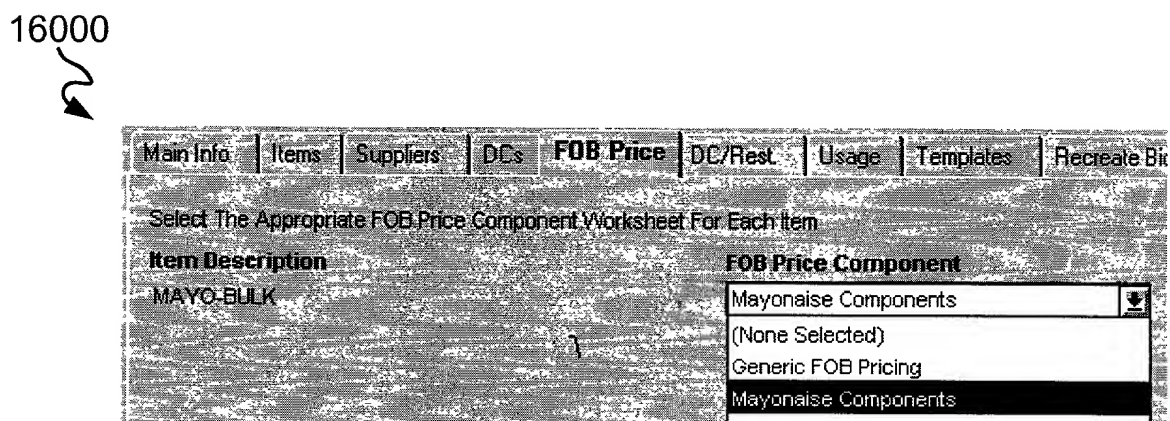 16000
Main Info Items Suppliers DCs FOB Price DC/Rest. Usage Templates Recreate Bid
Select The Appropriate FOB Price Component Worksheet For Each Item
Item Description FOB Price Component
MAYO-BULK Mayonaise Components
(None Selected)
Generic FOB Pricing
Mayonaise Components